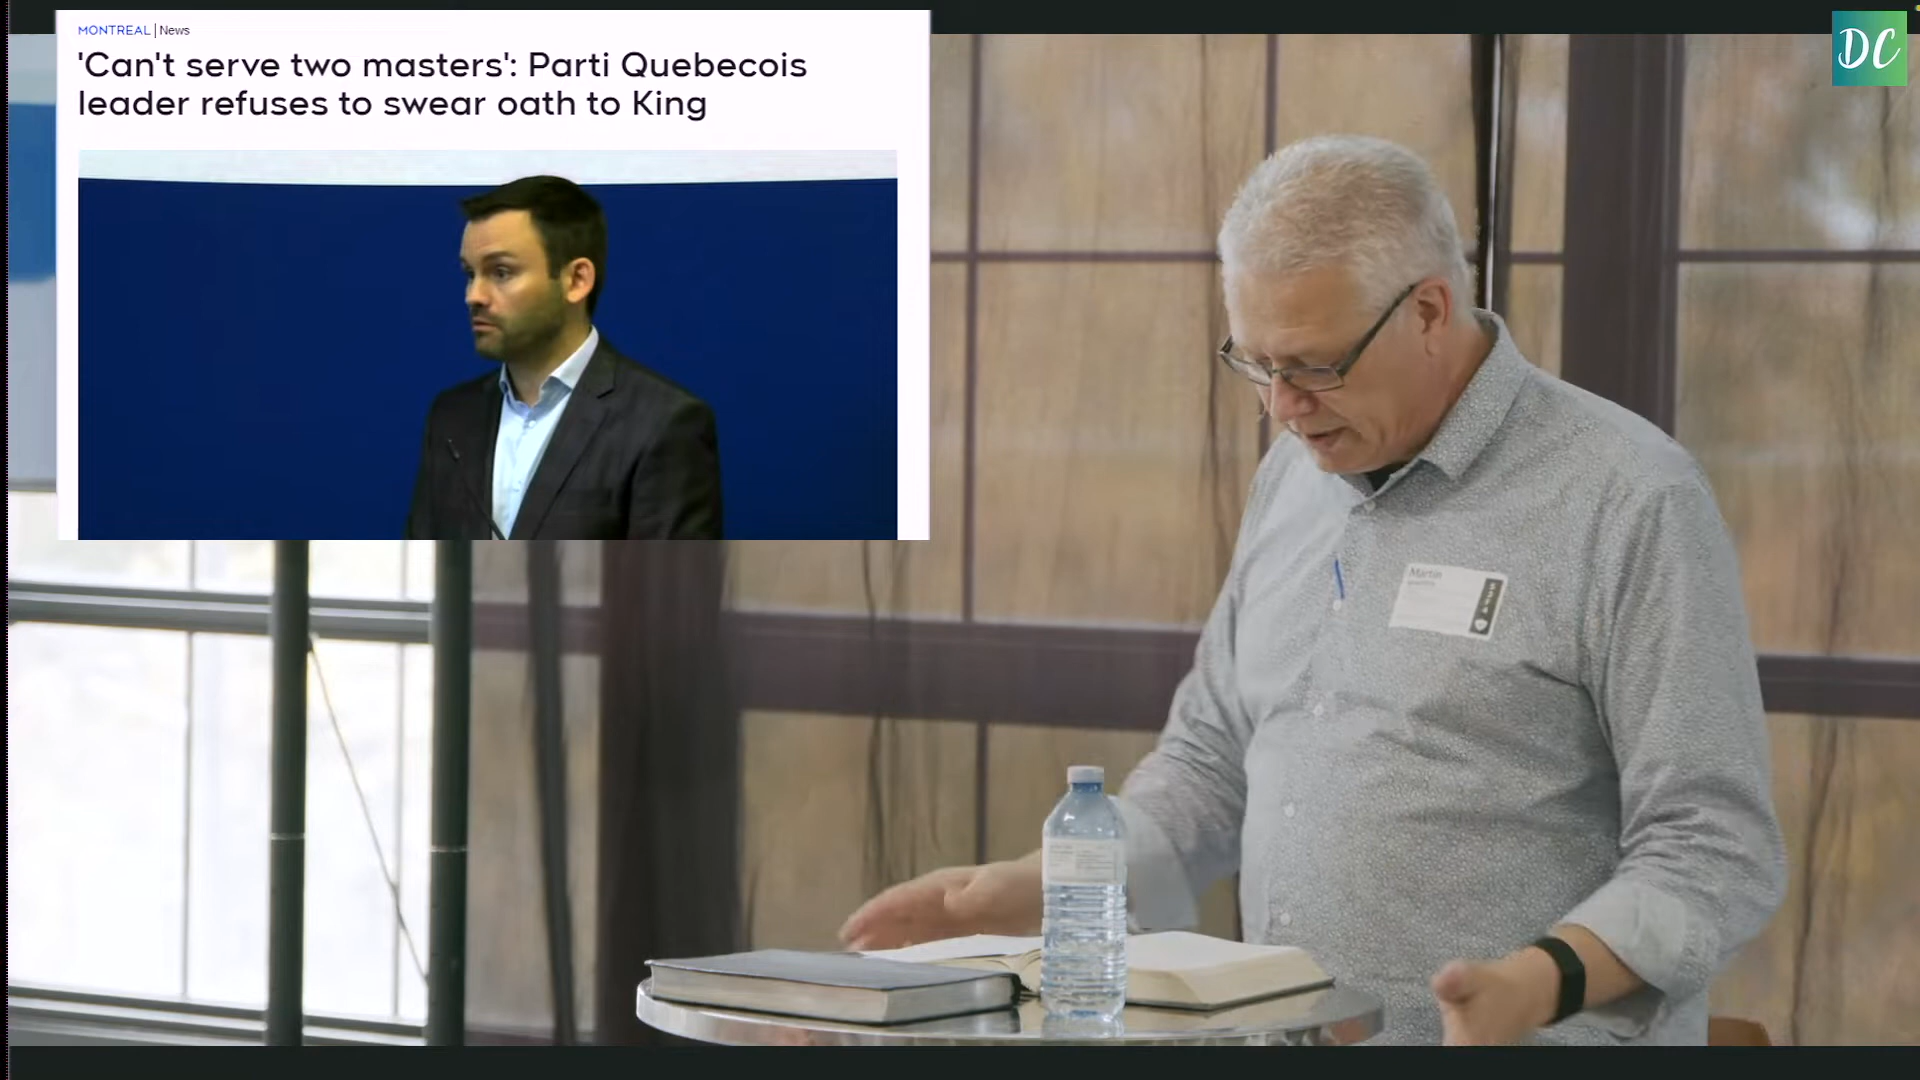 MONTREAL | News
'Can't serve two masters': Parti Quebecois
leader refuses to swear oath to King
DC
Martin